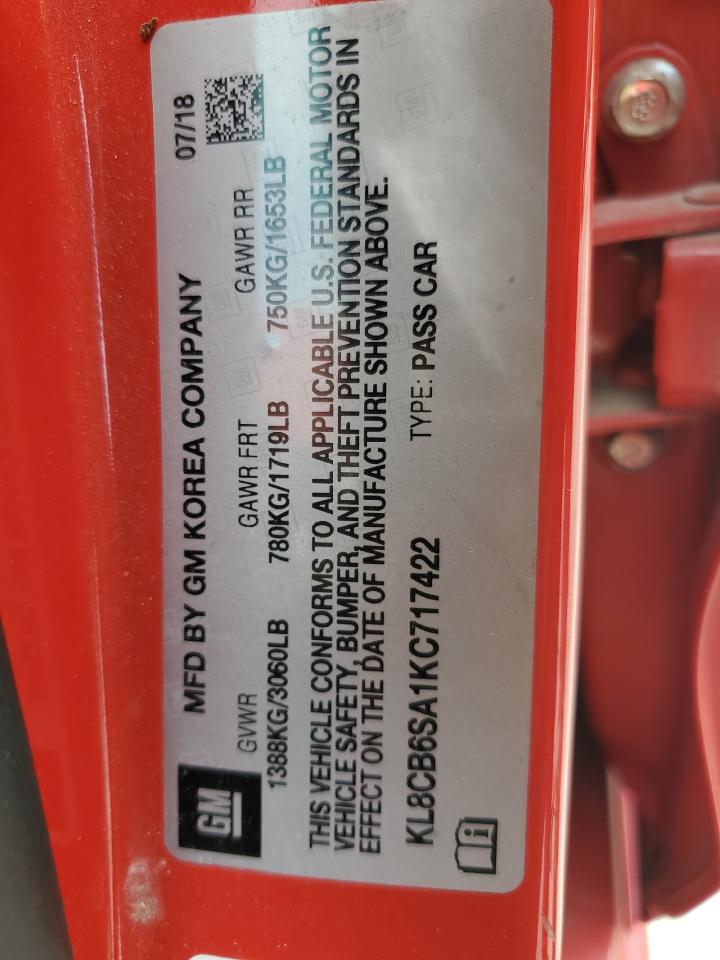 GM
MFD BY GM KOREA COMPANY 07/18
GVWR GAWR FRT GAWR RR
1388KG/3060LB 780KG/1719LB 750KG/1653LB
THIS VEHICLE CONFORMS TO ALL APPLICABLE U.S. FEDERAL MOTOR
VEHICLE SAFETY, BUMPER, AND THEFT PREVENTION STANDARDS IN
EFFECT ON THE DATE OF MANUFACTURE SHOWN ABOVE.
KL8CB6SA1KC717422 TYPE: PASS CAR